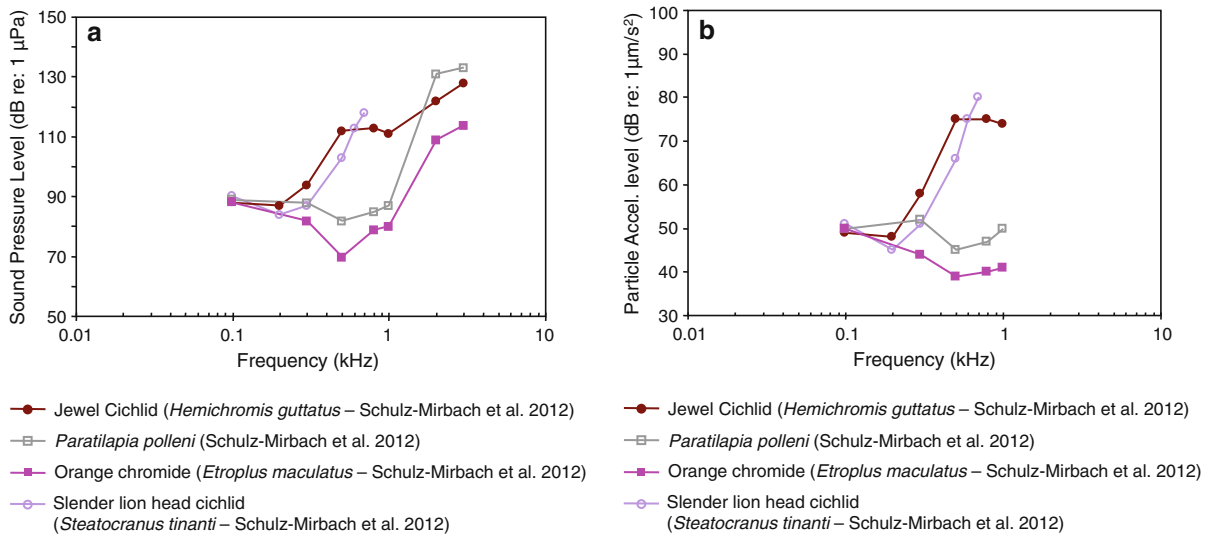 a
Sound Pressure Level (dB re: 1 µPa)
150
130
110
90
70
50
0.01
0.1
1
10
Frequency (kHz)
b
Particle Accel. level (dB re: 1µm/s²)
100
90
80
70
60
50
40
30
0.01
0.1
1
10
Frequency (kHz)
Jewel Cichlid (Hemichromis guttatus – Schulz-Mirbach et al. 2012)
Paratilapia polleni (Schulz-Mirbach et al. 2012)
Orange chromide (Etroplus maculatus – Schulz-Mirbach et al. 2012)
Slender lion head cichlid
(Steatocranus tinanti – Schulz-Mirbach et al. 2012)
Jewel Cichlid (Hemichromis guttatus – Schulz-Mirbach et al. 2012)
Paratilapia polleni (Schulz-Mirbach et al. 2012)
Orange chromide (Etroplus maculatus – Schulz-Mirbach et al. 2012)
Slender lion head cichlid
(Steatocranus tinanti – Schulz-Mirbach et al. 2012)